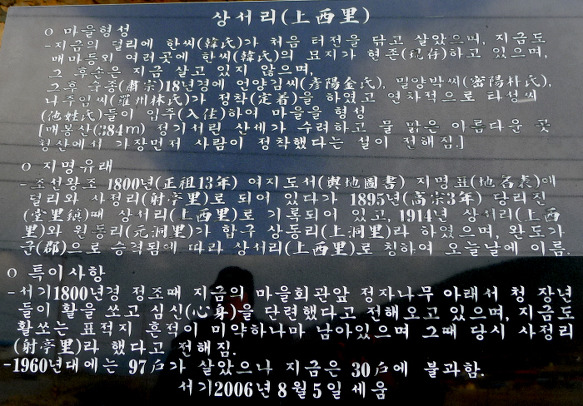 상서리(上西里)
o 마을형성
-지금의 덜리에 한씨(韓氏)가 처음 터전을 닦고 살았으며, 지금도
매마등외 여러곳에 한씨(韓氏)의 묘지가 현존(現存)하고 있으며,
그 후손은 지금 살고 있지 않으며
그후 숙종(肅宗)18년경에 언양김씨(彦陽金氏), 밀양박씨(密陽朴氏),
나주임씨(羅州林氏)가 정착(定着)을 하였고 연차적으로 타성씨
(他姓氏)들이 입주(入住)하여 마을을 형성
[매봉산(384m) 정기서린 산세가 수려하고 물 맑은 아름다운 곳
청산에서 가장먼저 사람이 정착했다는 설이 전해짐.]
o 지명유래
-조선왕조 1800년(正祖13年) 여지도서(輿地圖書) 지명표(地名表)에
덜리와 사정리(射亭里)로 되어 있다가 1895년(高宗3年) 당리진
(堂里鎭)때 상서리(上西里)로 기록되어 있고, 1914년 상서리(上西
里)와 원동리(元洞里)가 합구 상동리(上洞里)라 하였으며, 완도가
군(郡)으로 승격됨에 따라 상서리(上西里)로 칭하여 오늘날에 이름.
o 특이사항
-서기1800년경 정조때 지금의 마을회관앞 정자나무 아래서 청 장년
들이 활을 쏘고 심신(心身)을 단련했다고 전해오고 있으며, 지금도
활쏘는 표적지 흔적이 미약하나마 남아있으며 그때 당시 사정리
(射亭里)라 했다고 전해짐.
-1960년대에는 97戶가 살았으나 지금은 30戶에 불과함.
서기2006년 8월 5일 세움